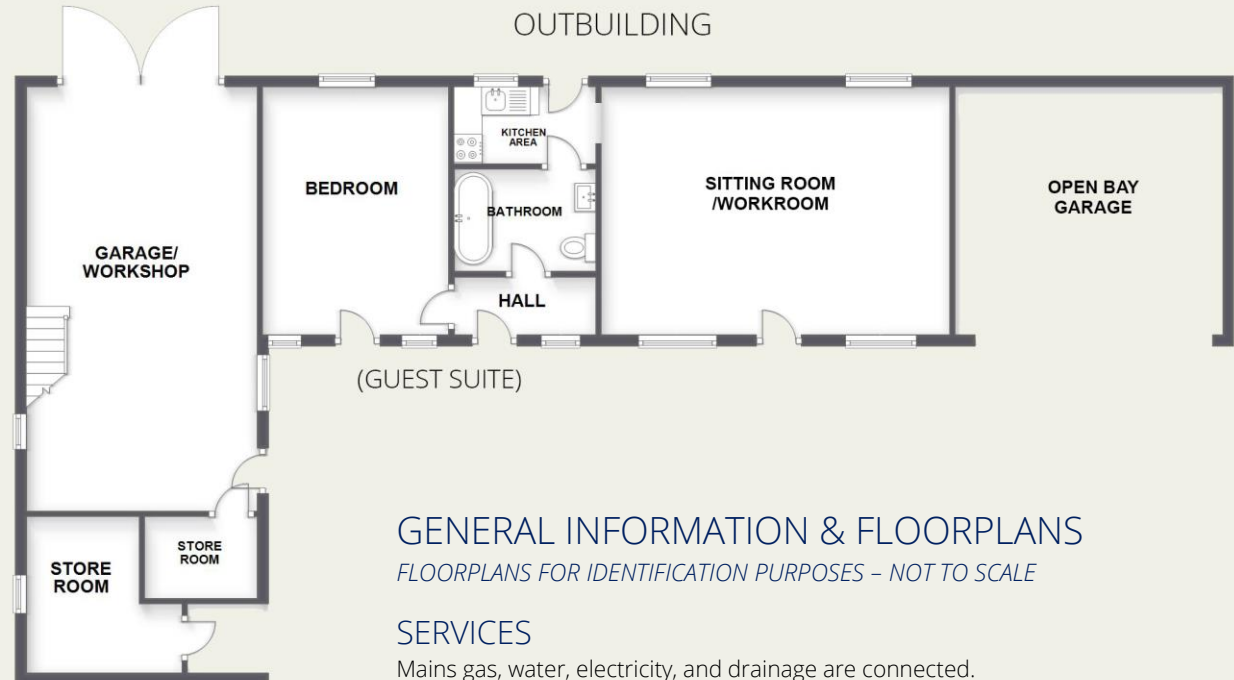 OUTBUILDING
KITCHEN
AREA
BEDROOM
SITTING ROOM
/WORKROOM
OPEN BAY
GARAGE
BATHROOM
GARAGE/
WORKSHOP
HALL
(GUEST SUITE)
STORE
ROOM
STORE
ROOM
GENERAL INFORMATION & FLOORPLANS
FLOORPLANS FOR IDENTIFICATION PURPOSES – NOT TO SCALE
SERVICES
Mains gas, water, electricity, and drainage are connected.